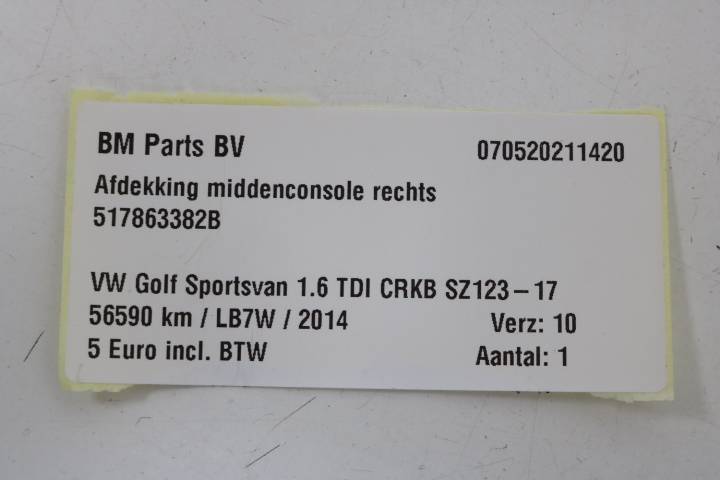 BM Parts BV 070520211420
Afdekking middenconsole rechts
517863382B
VW Golf Sportsvan 1.6 TDI CRKB SZ123-17
56590 km / LB7W / 2014 Verz: 10
5 Euro incl. BTW Aantal: 1